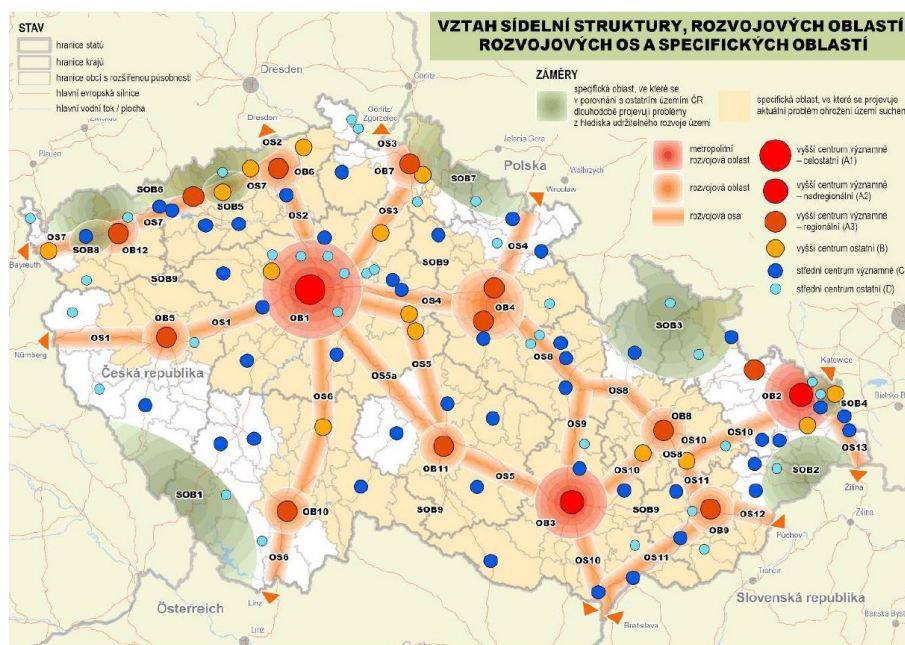 VZTAH SÍDELNÍ STRUKTURY, ROZVOJOVÝCH OBLASTÍ
ROZVOJOVÝCH OS A SPECIFICKÝCH OBLASTÍ
STAV
hranice států
hranice krajů
hranice obcí s rozšířenou působností
hlavní evropská silnice
hlavní vodní tok / plocha
ZÁMĚRY
specifická oblast, ve které se
v porovnání s ostatním územím ČR
dlouhodobě projevují problémy
z hlediska udržitelného rozvoje území
specifická oblast, ve které se projevuje
aktuální problém ohrožení území suchem
metropolitní
rozvojová oblast
rozvojová oblast
rozvojová osa
vyšší centrum významné
– celostátní (A1)
vyšší centrum významné
– nadregionální (A2)
vyšší centrum významné
– regionální (A3)
vyšší centrum ostatní (B)
střední centrum významné (C
střední centrum ostatní (D)
Dresden
Görlitz
Dresden
Görlitz/
Zgorzelec
Zwickau
Plauen
Jelenia Gora
Polska
Wałbrzych
Wrocław
OS2
OS3
OB6
OB7
SOB7
OS7
SOB6
SOB5
OS7
OS2
OS3
OS7
SOB8
OB12
OS4
Bayreuth
SOB9
SOB9
OB1
OS4
OB4
SOB3
OB5
OS1
OS1
Nürnberg
OS8
Česká republika
OS5a
OS5
OS6
OS8
Katowice
OB2
SOB4
Bielsko-B
OB8
OS9
OS10
OS10
OS8
OS13
OB11
OS5
OS10
OS11
SOB2
Žilina
Žilina
SOB1
OB10
SOB9
OB3
SOB9
OB9
OS12
Púchov
OS6
OS10
OS11
Trenčín
Linz
Österreich
Linz
Bratislava
Slovenská republika
Banska Byst